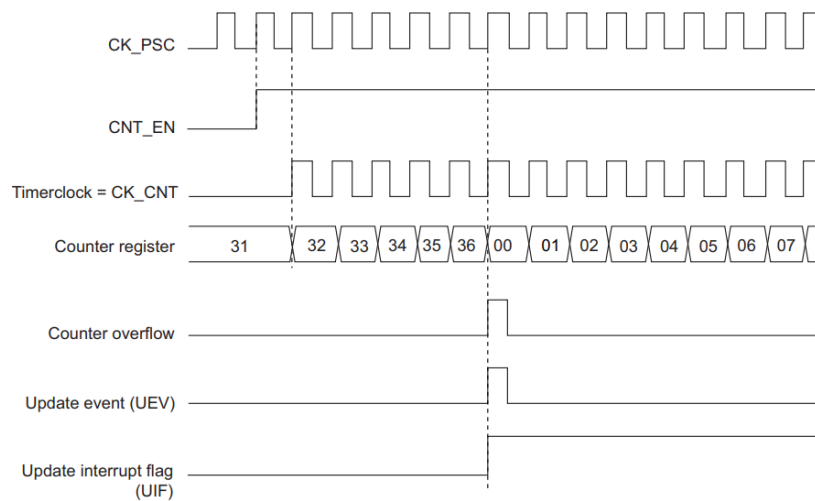 CK_PSC
CNT_EN
Timerclock = CK_CNT
Counter register 31 32 33 34 35 36 00 01 02 03 04 05 06 07
Counter overflow
Update event (UEV)
Update interrupt flag
(UIF)